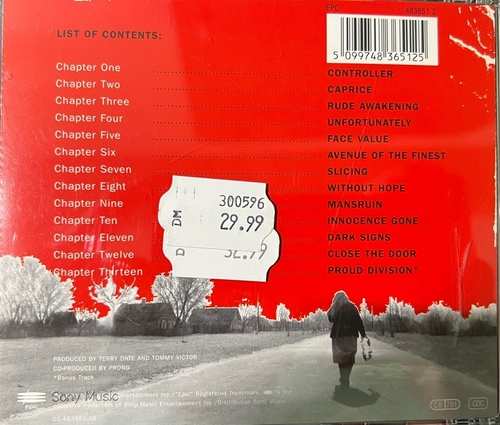 EPC 483651 2
5 099748 365125
LIST OF CONTENTS:
Chapter One CONTROLLER
Chapter Two CAPRICE
Chapter Three RUDE AWAKENING
Chapter Four UNFORTUNATELY
Chapter Five FACE VALUE
Chapter Six AVENUE OF THE FINEST
Chapter Seven SLICING
Chapter Eight WITHOUT HOPE
Chapter Nine MANSRUIN
Chapter Ten INNOCENCE GONE
Chapter Eleven DARK SIGNS
Chapter Twelve CLOSE THE DOOR
Chapter Thirteen PROUD DIVISION*
300596
DM 29.99
PRODUCED BY TERRY DATE AND TOMMY VICTOR
CO-PRODUCED BY PRONG
*Bonus Track
Sony Music